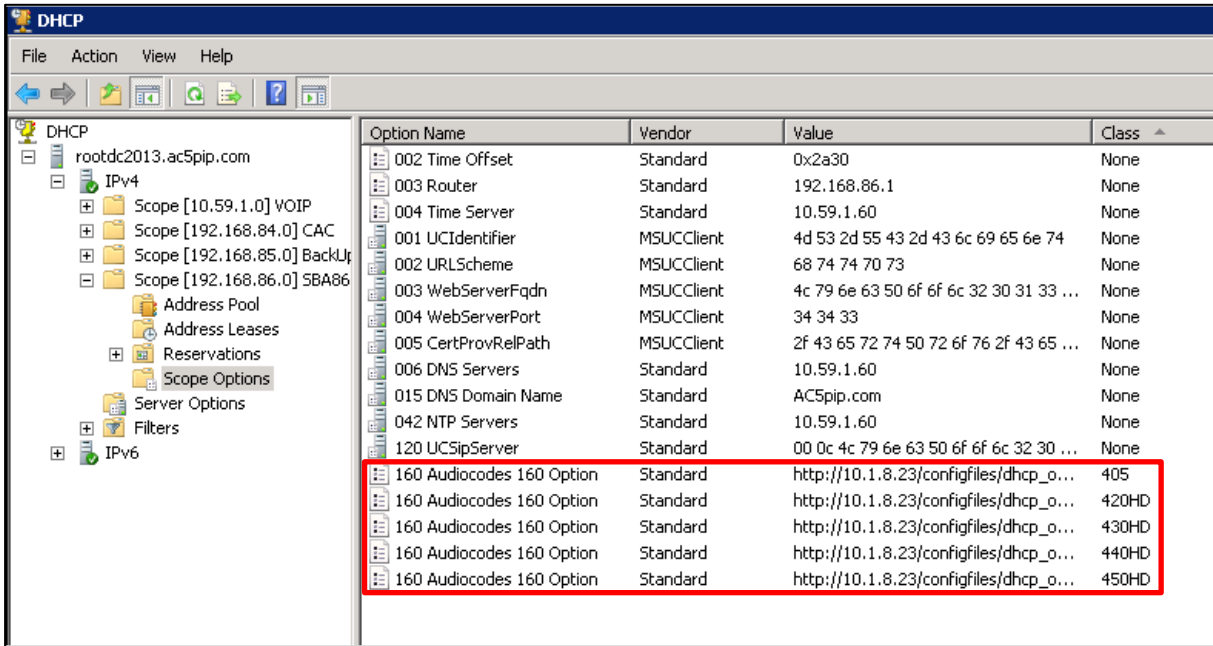 DHCP
File Action View Help
DHCP
rootdc2013.ac5pip.com
IPv4
Scope [10.59.1.0] VOIP
Scope [192.168.84.0] CAC
Scope [192.168.85.0] BackUp
Scope [192.168.86.0] SBA86
Address Pool
Address Leases
Reservations
Scope Options
Server Options
Filters
IPv6
Option Name Vendor Value Class
002 Time Offset Standard 0x2a30 None
003 Router Standard 192.168.86.1 None
004 Time Server Standard 10.59.1.60 None
001 UCIdentifier MSUCClient 4d 53 2d 55 43 2d 43 6c 69 65 6e 74 None
002 URLScheme MSUCClient 68 74 74 70 73 None
003 WebServerFqdn MSUCClient 4c 79 6e 63 50 6f 6f 6c 32 30 31 33 ... None
004 WebServerPort MSUCClient 34 34 33 None
005 CertProvRelPath MSUCClient 2f 43 65 72 74 50 72 6f 76 2f 43 65 ... None
006 DNS Servers Standard 10.59.1.60 None
015 DNS Domain Name Standard AC5pip.com None
042 NTP Servers Standard 10.59.1.60 None
120 UCSipServer Standard 00 0c 4c 79 6e 63 50 6f 6f 6c 32 30 ... None
160 Audiocodes 160 Option Standard http://10.1.8.23/configfiles/dhcp_o... 405
160 Audiocodes 160 Option Standard http://10.1.8.23/configfiles/dhcp_o... 420HD
160 Audiocodes 160 Option Standard http://10.1.8.23/configfiles/dhcp_o... 430HD
160 Audiocodes 160 Option Standard http://10.1.8.23/configfiles/dhcp_o... 440HD
160 Audiocodes 160 Option Standard http://10.1.8.23/configfiles/dhcp_o... 450HD